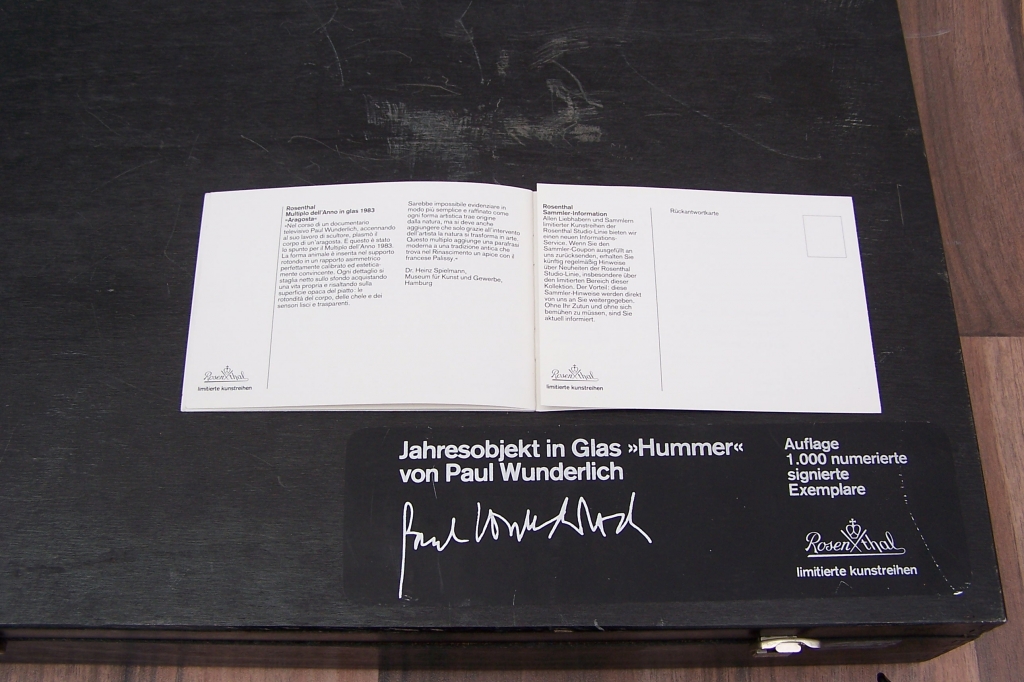 Rosenthal
Multiplo dell'Anno in glas 1983
«Aragosta»
«Nel corso di un documentario
televisivo Paul Wunderlich, accennando
al suo lavoro di scultore, plasmò il
corpo di un'aragosta. E questo è stato
lo spunto per il Multiplo dell'Anno 1983.
La forma animale è inserita nel supporto
rotondo in un rapporto asimmetrico
perfettamente calibrato ed estetica-
mente convincente. Ogni dettaglio si
staglia netto sullo sfondo acquistando
una vita propria e risaltando sulla
superficie opaca del piatto: le
rotondità del corpo, delle chele e dei
sensori lisci e trasparenti.
Sarebbe impossibile evidenziare in
modo più semplice e raffinato come
ogni forma artistica trae origine
dalla natura, ma si deve anche
aggiungere che solo grazie all'intervento
dell'artista la natura si trasforma in arte.
Questo multiplo aggiunge una parafrasi
moderna a una tradizione antica che
trova nel Rinascimento un apice con il
francese Palissy.»
Dr. Heinz Spielmann,
Museum für Kunst und Gewerbe,
Hamburg
Rosenthal
limitierte kunstreihen
Rosenthal
Sammler-Information
Allen Liebhabern und Sammlern
limitierter Kunstreihen der
Rosenthal Studio-Linie bieten wir
einen neuen Informations-
Service. Wenn Sie den
Sammler-Coupon ausgefüllt an
uns zurücksenden, erhalten Sie
künftig regelmäßig Hinweise
über Neuheiten der Rosenthal
Studio-Linie, insbesondere über
den limitierten Bereich dieser
Kollektion. Der Vorteil: diese
Sammler-Hinweise werden direkt
von uns an Sie weitergegeben.
Ohne Ihr Zutun und ohne sich
bemühen zu müssen, sind Sie
aktuell informiert.
Rosenthal
limitierte kunstreihen
Rückantwortkarte
Jahresobjekt in Glas »Hummer«
von Paul Wunderlich
Paul Wunderlich
Auflage
1.000 numerierte
signierte
Exemplare
Rosenthal
limitierte kunstreihen